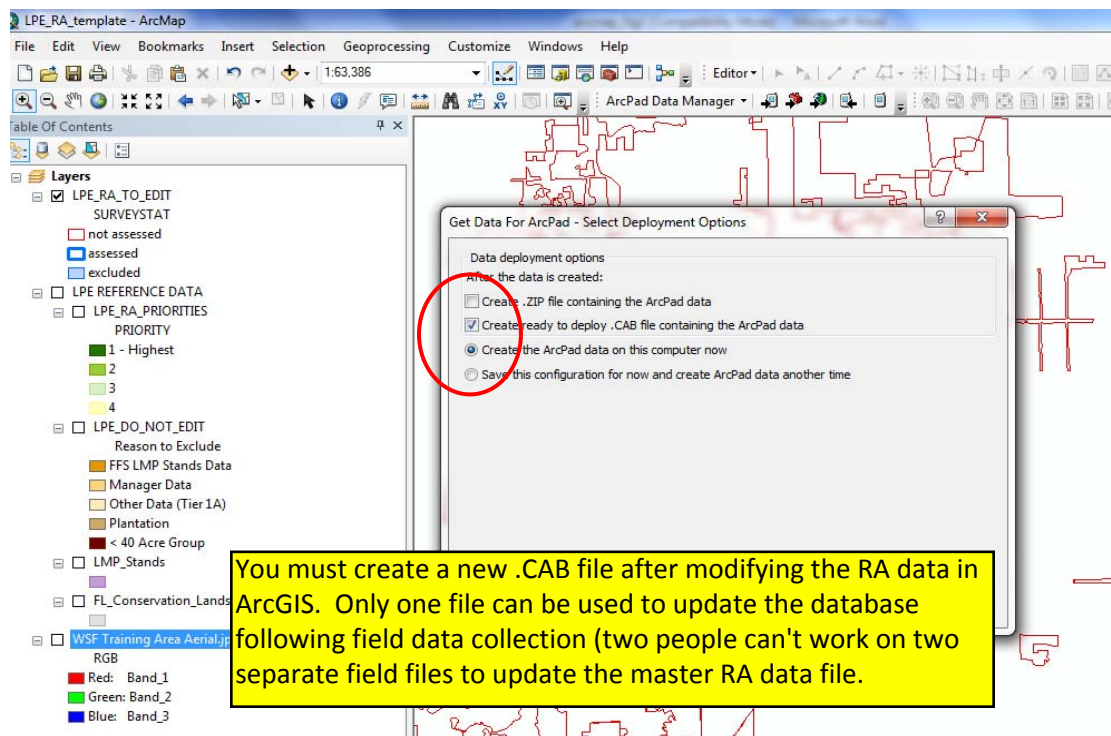 LPE_RA_template - ArcMap
File Edit View Bookmarks Insert Selection Geoprocessing Customize Windows Help
1:63,386
Editor
ArcPad Data Manager
Table Of Contents
Layers
LPE_RA_TO_EDIT
SURVEYSTAT
not assessed
assessed
excluded
LPE REFERENCE DATA
LPE_RA_PRIORITIES
PRIORITY
1 - Highest
2
3
4
LPE_DO_NOT_EDIT
Reason to Exclude
FFS LMP Stands Data
Manager Data
Other Data (Tier 1A)
Plantation
< 40 Acre Group
LMP_Stands
FL_Conservation_Lands
WSF Training Area Aerial.jp
RGB
Red: Band_1
Green: Band_2
Blue: Band_3
Get Data For ArcPad - Select Deployment Options
Data deployment options
After the data is created:
Create .ZIP file containing the ArcPad data
Create ready to deploy .CAB file containing the ArcPad data
Create the ArcPad data on this computer now
Save this configuration for now and create ArcPad data another time
You must create a new .CAB file after modifying the RA data in
ArcGIS. Only one file can be used to update the database
following field data collection (two people can't work on two
separate field files to update the master RA data file.